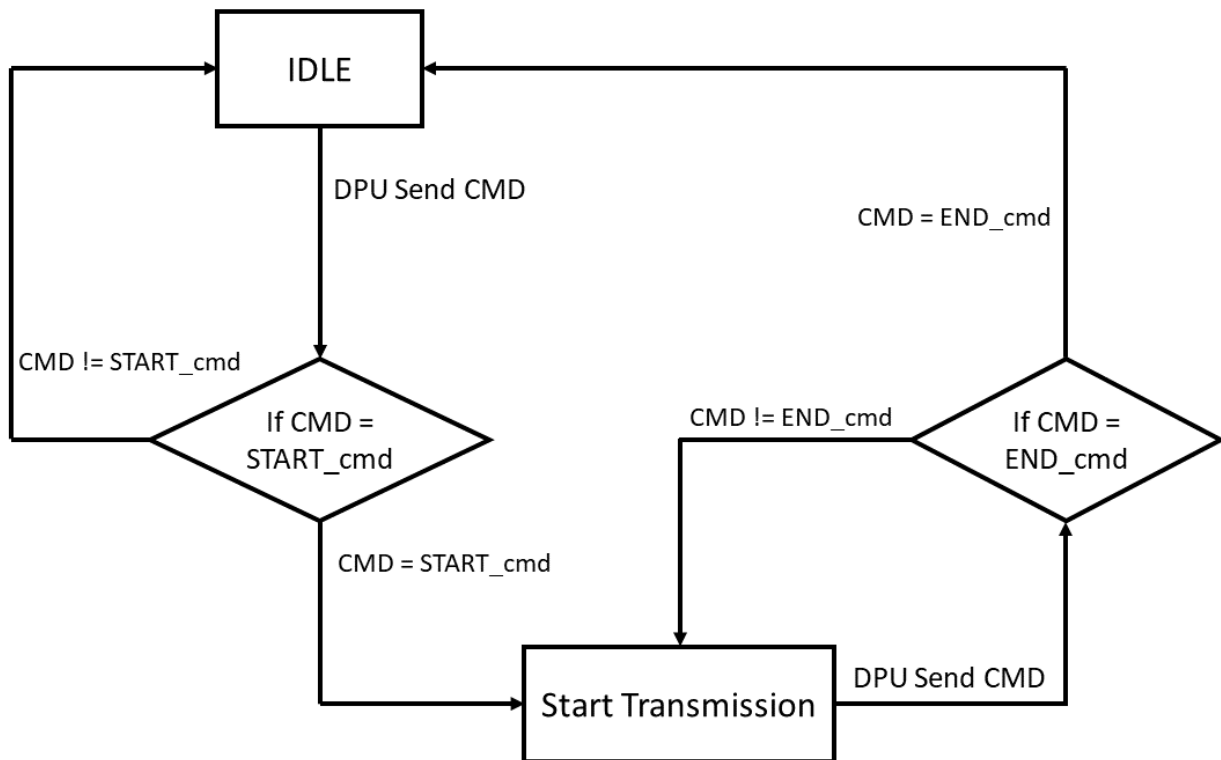 IDLE
DPU Send CMD
CMD = END_cmd
CMD != START_cmd
If CMD =
START_cmd
CMD != END_cmd
If CMD =
END_cmd
CMD = START_cmd
Start Transmission
DPU Send CMD